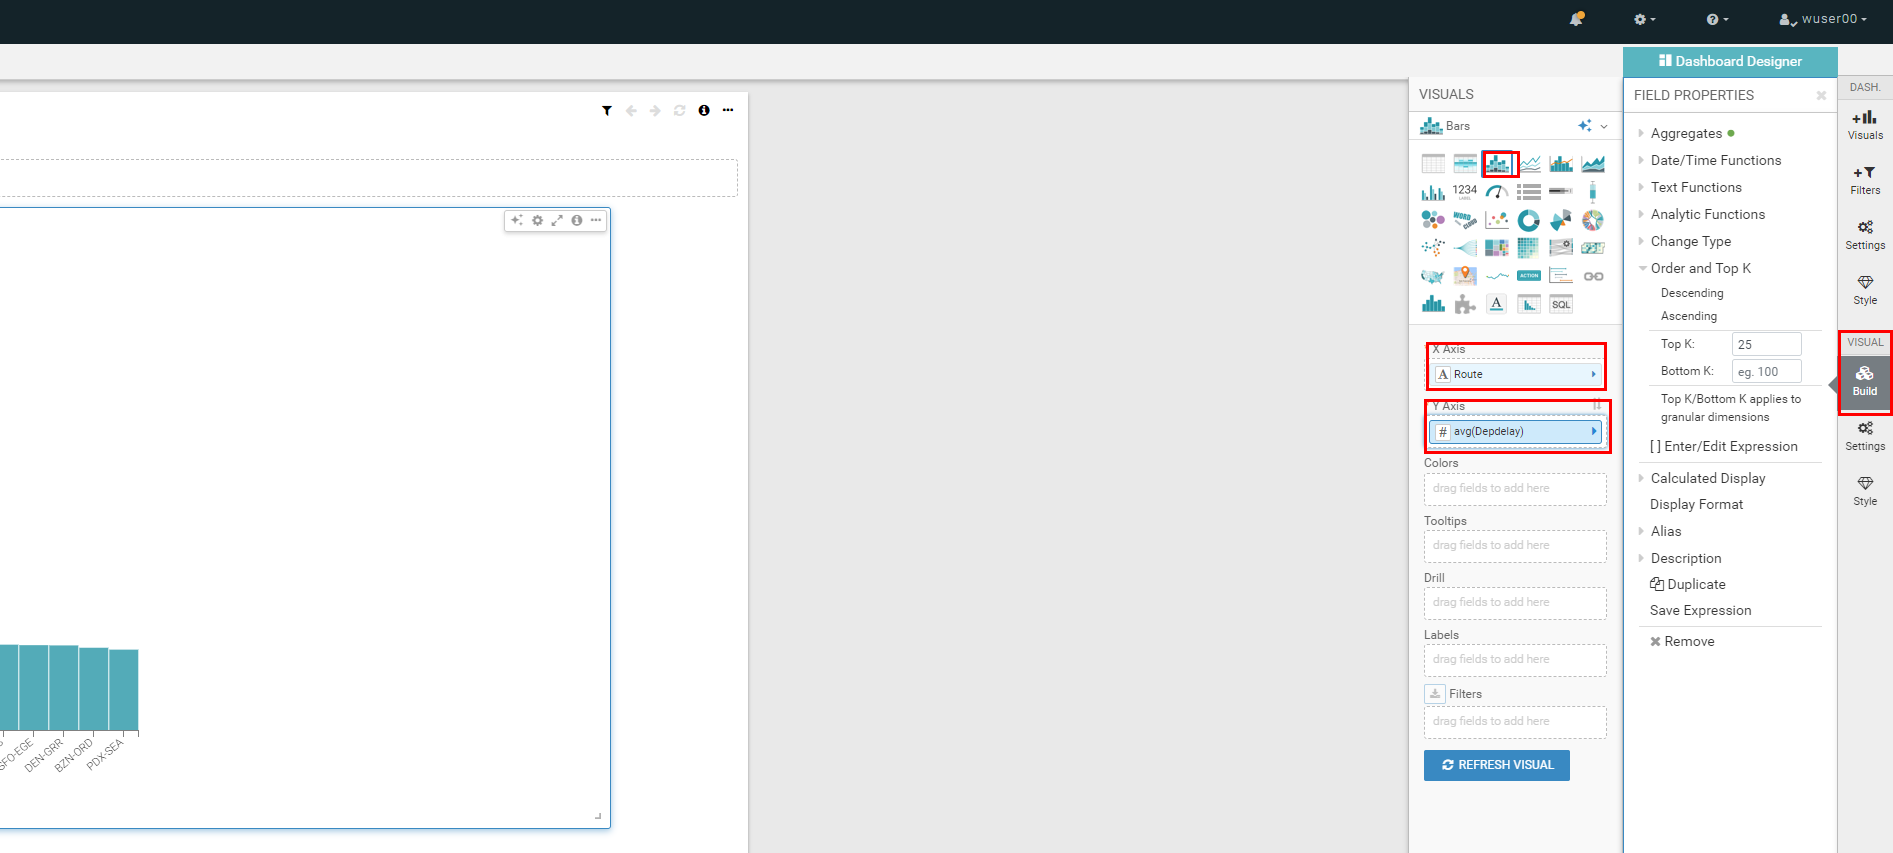 wuser00
Dashboard Designer
VISUALS
FIELD PROPERTIES
DASH.
Bars
Visuals
Filters
Settings
Style
1234
LABEL
WORD
CLOUD
ACTION
A
SQL
X Axis
A Route
Y Axis
# avg(Depdelay)
Colors
drag fields to add here
Tooltips
drag fields to add here
Drill
drag fields to add here
Labels
drag fields to add here
Filters
drag fields to add here
REFRESH VISUAL
Aggregates
Date/Time Functions
Text Functions
Analytic Functions
Change Type
Order and Top K
Descending
Ascending
Top K: 25
Bottom K: eg. 100
Top K/Bottom K applies to
granular dimensions
[ ] Enter/Edit Expression
Calculated Display
Display Format
Alias
Description
Duplicate
Save Expression
Remove
VISUAL
Build
Settings
Style
SFO-EGE
DEN-GRR
BZN-ORD
PDX-SEA